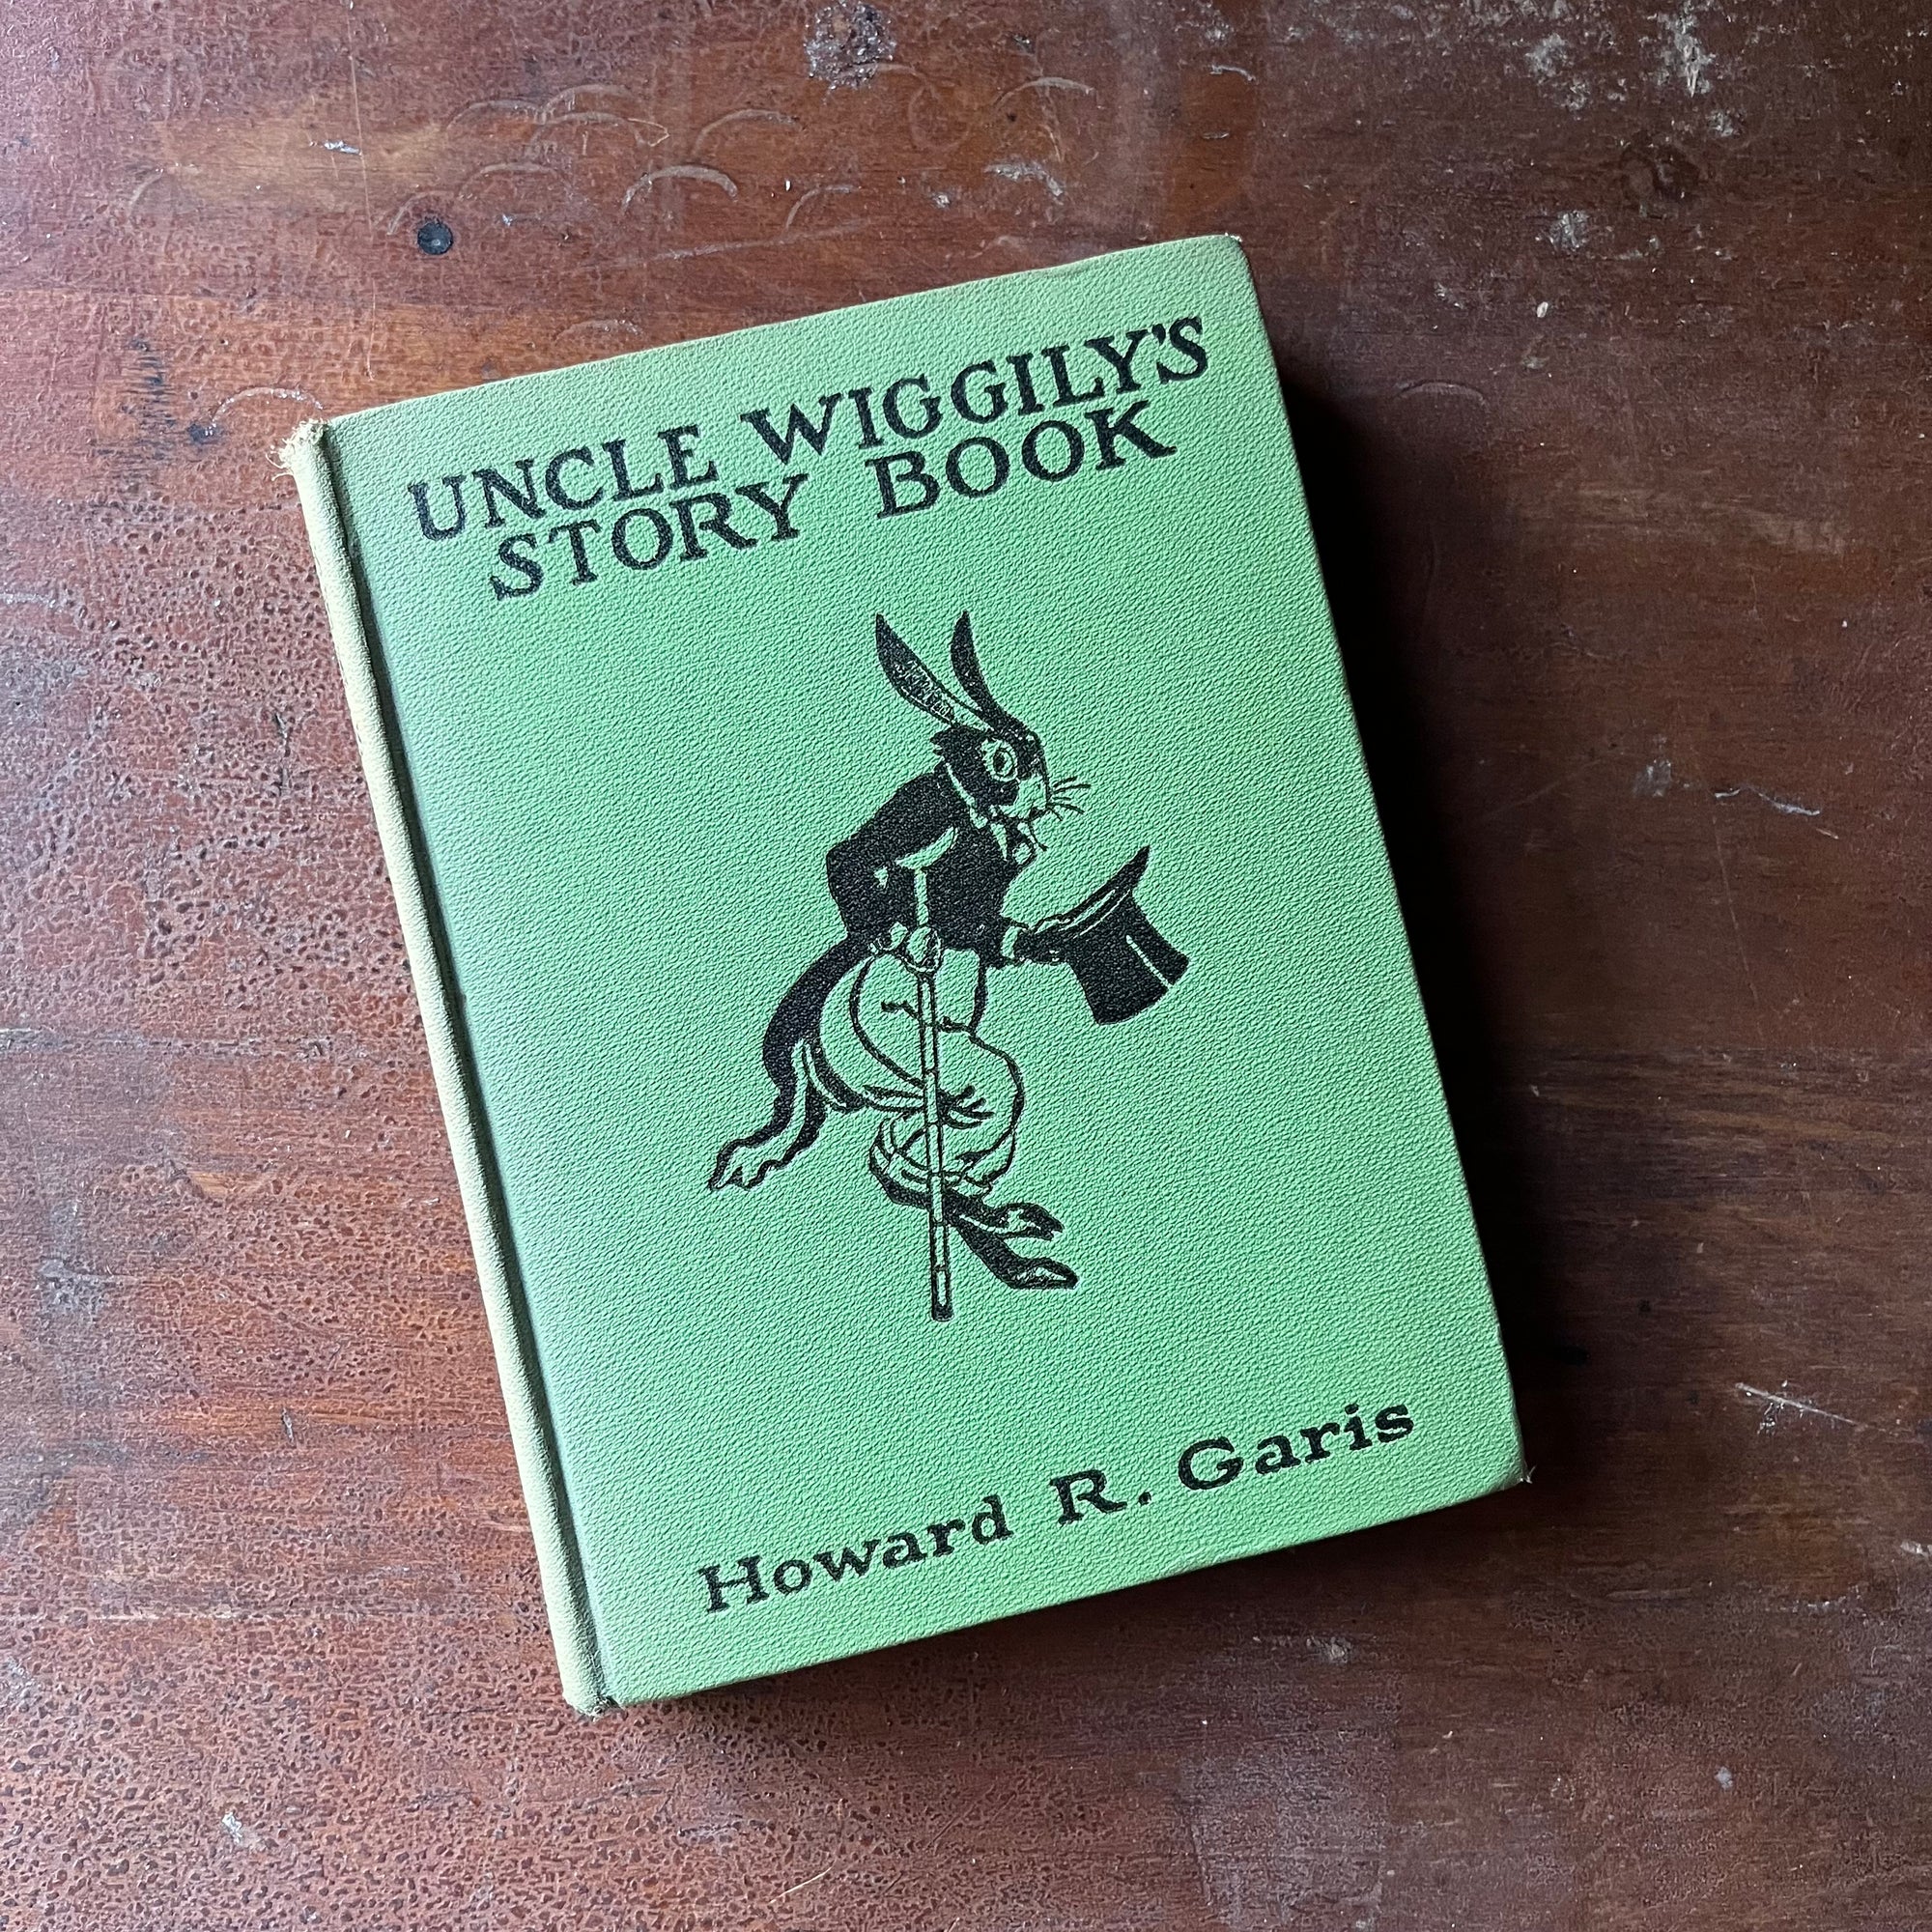 UNCLE WIGGILY'S
STORY BOOK
Howard R. Garis